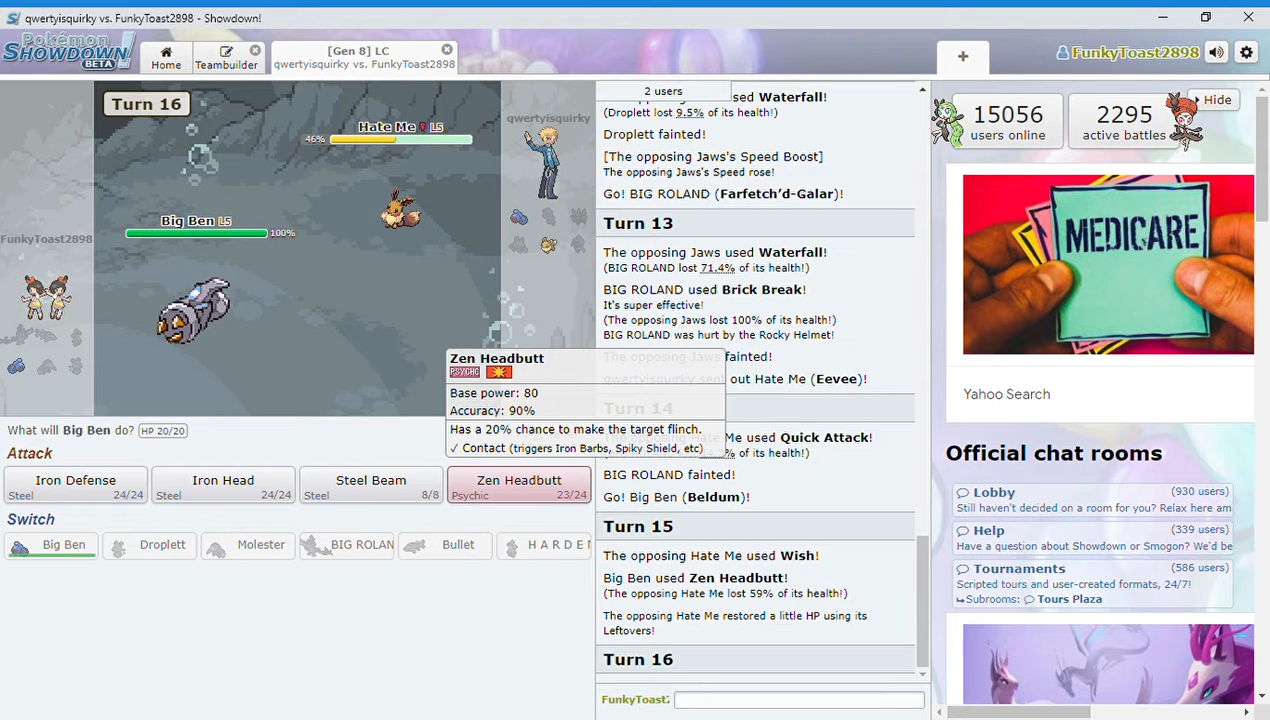 qwertyisquirky vs. FunkyToast2898 - Showdown!
Pokémon
SHOWDOWN
BETA
Home
Teambuilder
[Gen 8] LC
qwertyisquirky vs. FunkyToast2898
+
FunkyToast2898
Turn 16
46%
Hate Me L5
qwertyisquirky
Big Ben L5
100%
FunkyToast2898
2 users
used Waterfall!
(Droplett lost 9.5% of its health!)
Droplett fainted!
[The opposing Jaws's Speed Boost]
The opposing Jaws's Speed rose!
Go! BIG ROLAND (Farfetch'd-Galar)!
Turn 13
The opposing Jaws used Waterfall!
(BIG ROLAND lost 71.4% of its health!)
BIG ROLAND used Brick Break!
It's super effective!
(The opposing Jaws lost 100% of its health!)
BIG ROLAND was hurt by the Rocky Helmet!
The opposing Jaws fainted!
qwertyisquirky sent out Hate Me (Eevee)!
Turn 14
Me used Quick Attack!
of its health!)
BIG ROLAND fainted!
Go! Big Ben (Beldum)!
Turn 15
The opposing Hate Me used Wish!
Big Ben used Zen Headbutt!
(The opposing Hate Me lost 59% of its health!)
The opposing Hate Me restored a little HP using its
Leftovers!
Turn 16
FunkyToast2
Zen Headbutt
PSYCHC
Base power: 80
Accuracy: 90%
Has a 20% chance to make the target flinch.
✓ Contact (triggers Iron Barbs, Spiky Shield, etc)
What will Big Ben do? HP 20/20
Attack
Iron Defense
Steel 24/24
Iron Head
Steel 24/24
Steel Beam
Steel 8/8
Zen Headbutt
Psychic 23/24
Switch
Big Ben
Droplett
Molester
BIG ROLAN
Bullet
H A R D E N
15056
users online
2295
active battles
Hide
MEDICARE
Yahoo Search
Official chat rooms
Lobby (930 users)
Still haven't decided on a room for you? Relax here am
Help (339 users)
Have a question about Showdown or Smogon? We'd be
Tournaments (586 users)
Scripted tours and user-created formats, 24/7!
Subrooms: Tours Plaza